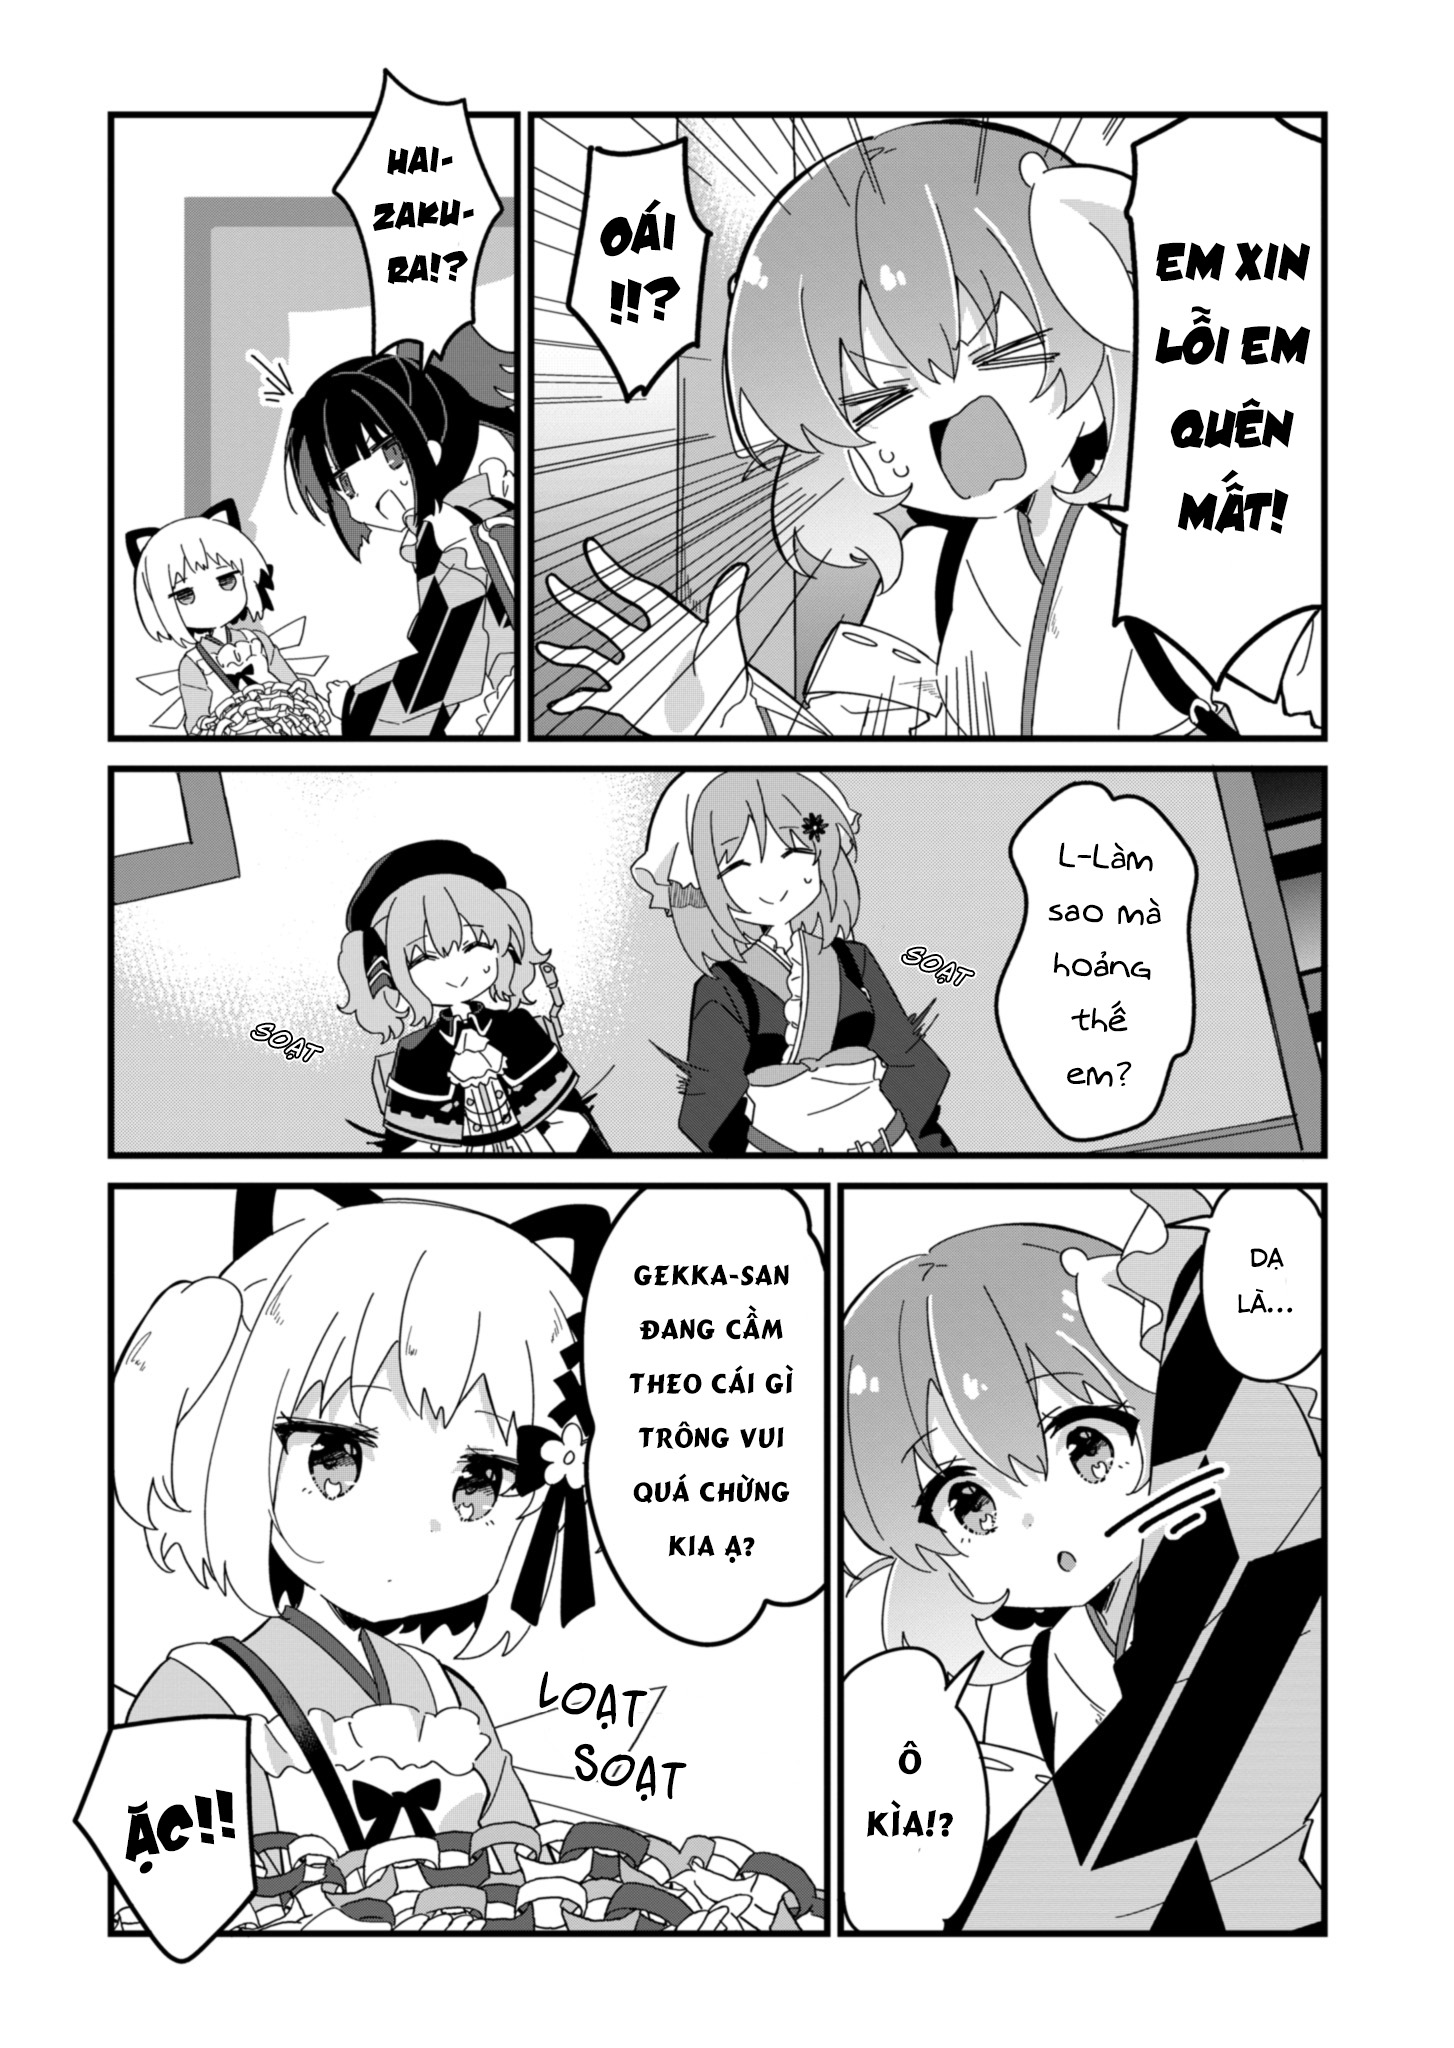 EM XIN
LỖI EM
QUÊN
MẤT!
OÁI
!!!?
HAI-
ZAKU-
RA!?
L-Làm
sao mà
hoảng
thế
em?
SOẠT
SOẠT
DẠ
LÀ...
Ô
KÌA!?
GEKKA-SAN
ĐANG CẦM
THEO CÁI GÌ
TRÔNG VUI
QUÁ CHỪNG
KIA Ạ?
LOẠT
SOẠT
ẶC!!